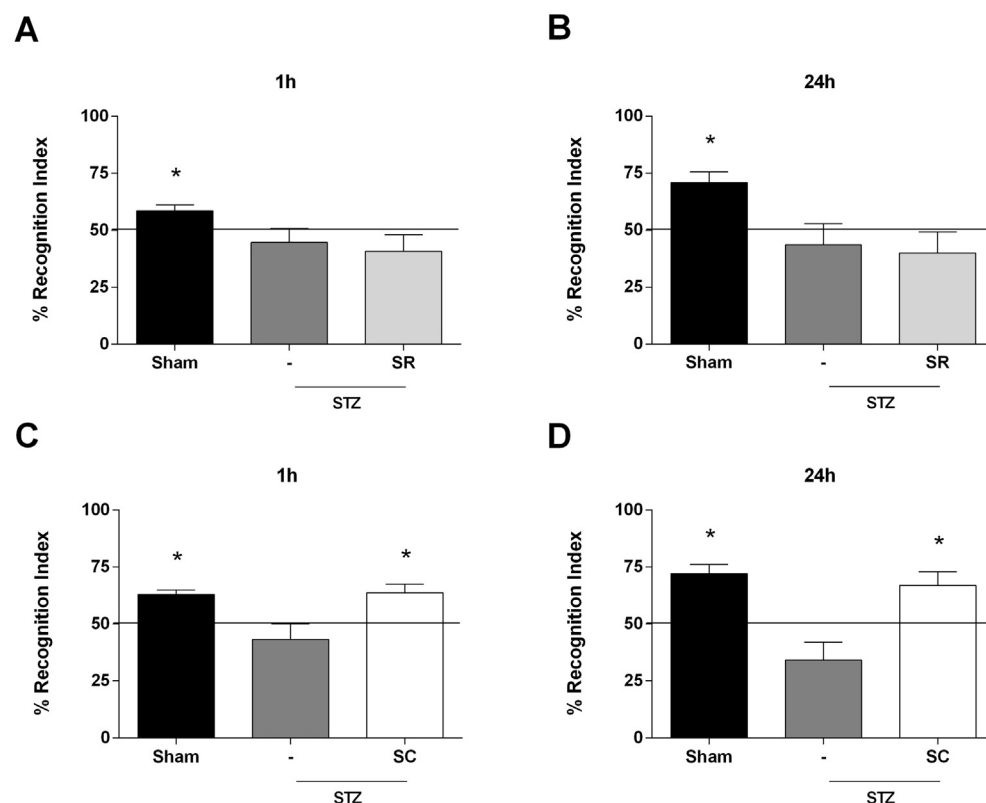 A
1h
% Recognition Index
100
75
50
25
0
*
Sham
-
SR
STZ
B
24h
% Recognition Index
100
75
50
25
0
*
Sham
-
SR
STZ
C
1h
% Recognition Index
100
75
50
25
0
*
*
Sham
-
SC
STZ
D
24h
% Recognition Index
100
75
50
25
0
*
*
Sham
-
SC
STZ